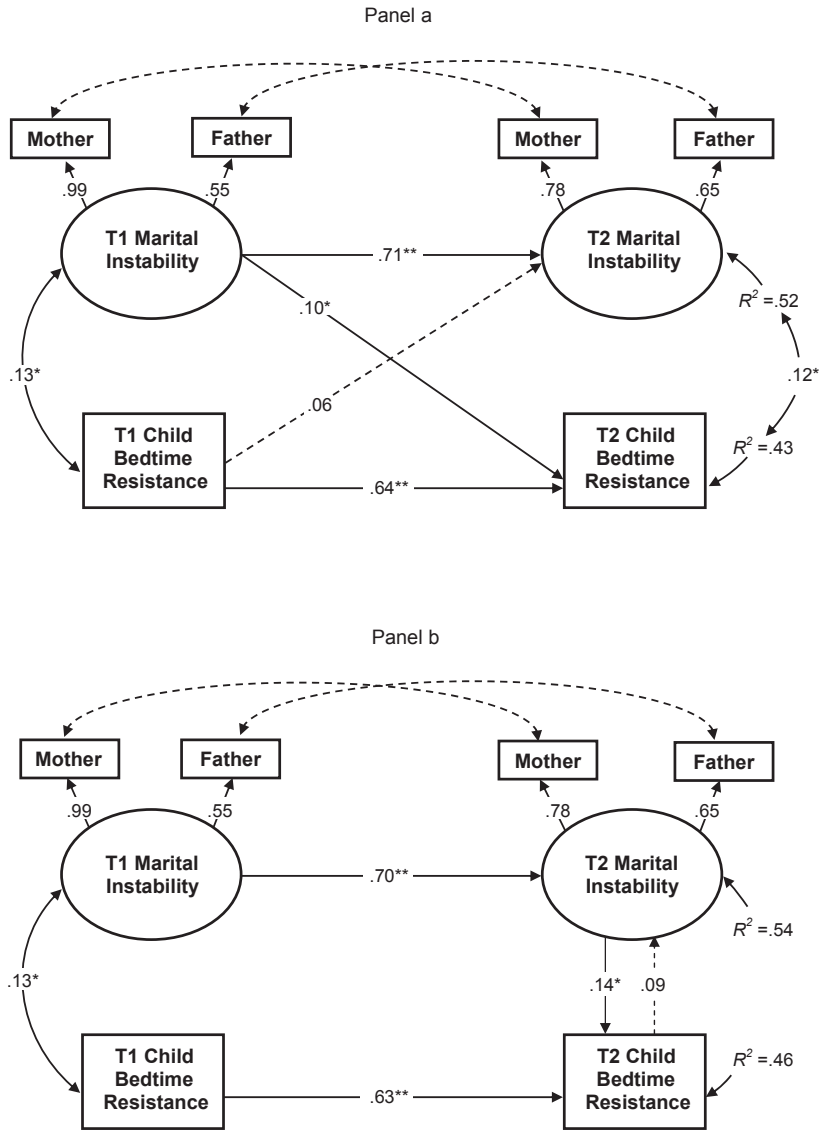 Panel a
Mother
Father
Mother
Father
.99
.55
.78
.65
T1 Marital
Instability
.71**
T2 Marital
Instability
.10*
R² =.52
.13*
.12*
.06
T1 Child
Bedtime
Resistance
T2 Child
Bedtime
Resistance
R² =.43
.64**
Panel b
Mother
Father
Mother
Father
.99
.55
.78
.65
T1 Marital
Instability
.70**
T2 Marital
Instability
R² =.54
.13*
.14*
.09
T1 Child
Bedtime
Resistance
.63**
T2 Child
Bedtime
Resistance
R² =.46